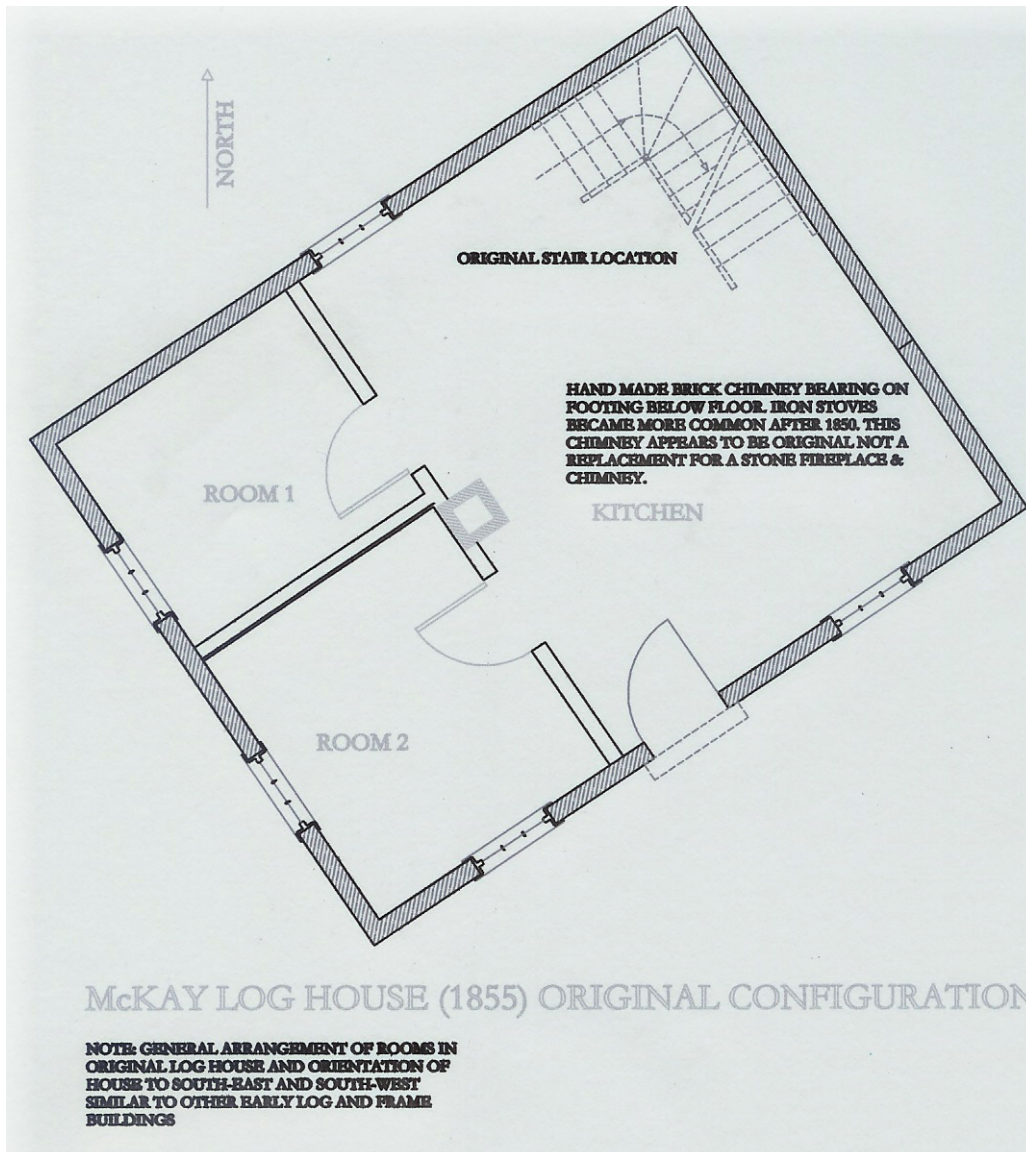 NORTH
ORIGINAL STAIR LOCATION
HAND MADE BRICK CHIMNEY BEARING ON
FOOTING BELOW FLOOR. IRON STOVES
BECAME MORE COMMON AFTER 1850. THIS
CHIMNEY APPEARS TO BE ORIGINAL NOT A
REPLACEMENT FOR A STONE FIREPLACE &
CHIMNEY.
ROOM 1
KITCHEN
ROOM 2
McKAY LOG HOUSE (1855) ORIGINAL CONFIGURATION
NOTE: GENERAL ARRANGEMENT OF ROOMS IN
ORIGINAL LOG HOUSE AND ORIENTATION OF
HOUSE TO SOUTH-EAST AND SOUTH-WEST
SIMILAR TO OTHER EARLY LOG AND FRAME
BUILDINGS